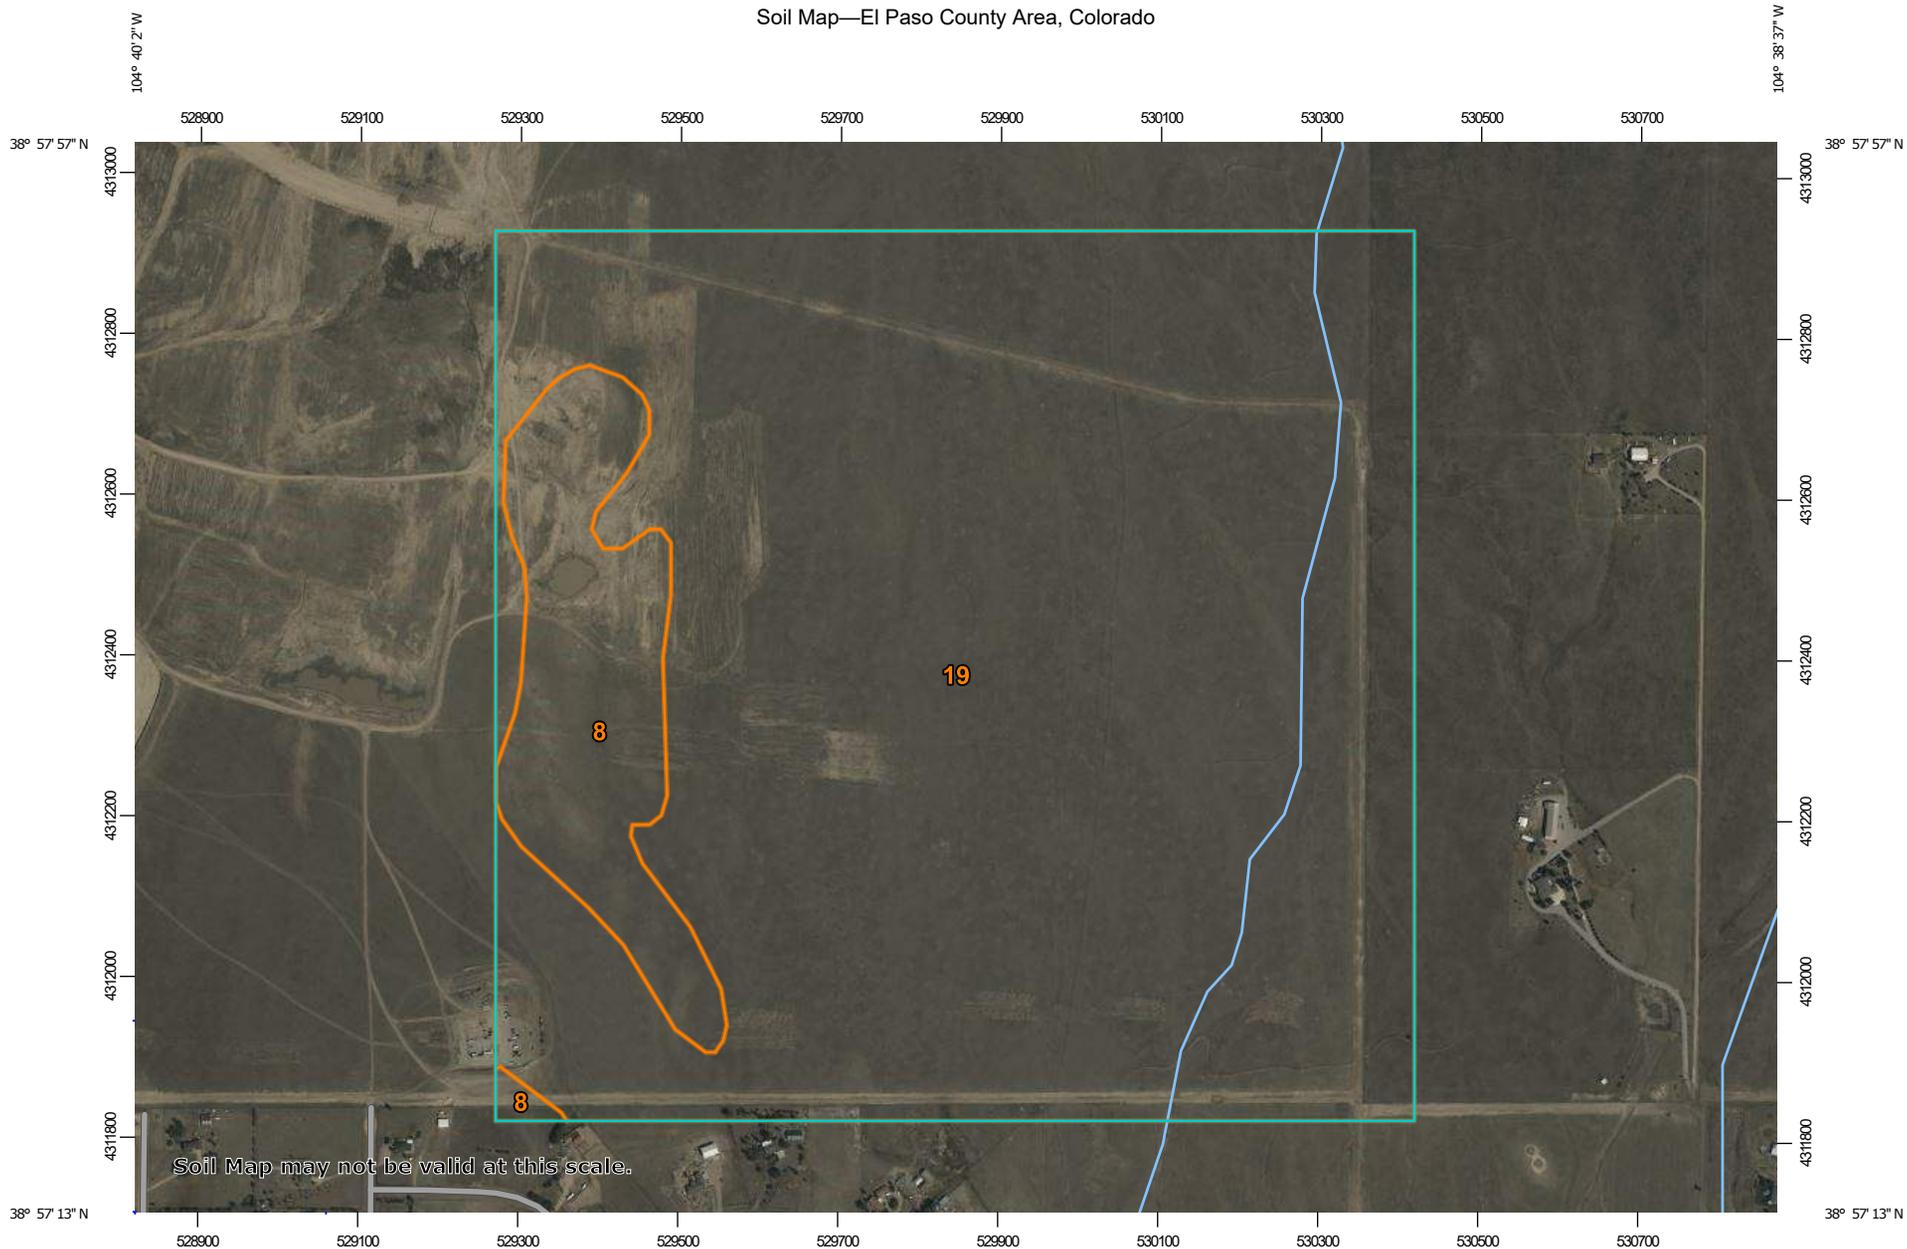 Soil Map—El Paso County Area, Colorado
104° 40' 2'' W
104° 38' 37'' W
528900 529100 529300 529500 529700 529900 530100 530300 530500 530700
38° 57' 57'' N
38° 57' 57'' N
4313000
4313000
4312800
4312800
4312600
4312600
4312400
4312400
19
8
4312200
4312200
4312000
4312000
8
4311800
4311800
Soil Map may not be valid at this scale.
38° 57' 13'' N
38° 57' 13'' N
528900 529100 529300 529500 529700 529900 530100 530300 530500 530700